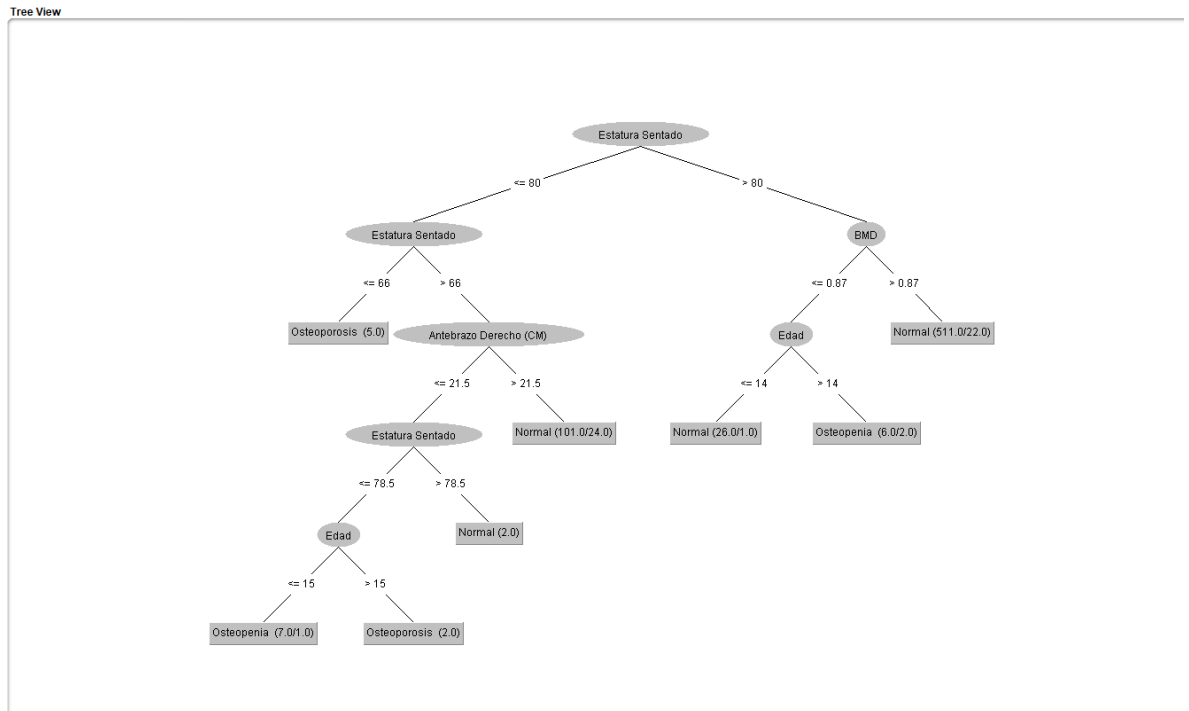 Tree View
Estatura Sentado
<= 80
> 80
Estatura Sentado
BMD
<= 66
> 66
<= 0.87
> 0.87
Osteoporosis (5.0)
Antebrazo Derecho (CM)
Edad
Normal (511.0/22.0)
<= 21.5
> 21.5
<= 14
> 14
Estatura Sentado
Normal (101.0/24.0)
Normal (26.0/1.0)
Osteopenia (6.0/2.0)
<= 78.5
> 78.5
Edad
Normal (2.0)
<= 15
> 15
Osteopenia (7.0/1.0)
Osteoporosis (2.0)